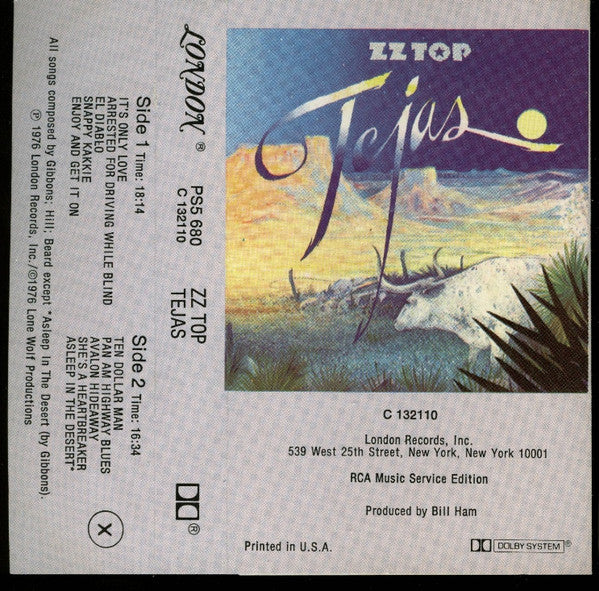 ZZ TOP
Tejas
C 132110
London Records, Inc.
539 West 25th Street, New York, New York 10001
RCA Music Service Edition
Produced by Bill Ham
Printed in U.S.A.
DOLBY SYSTEM®
LONDON®
PS5 680
C 132110
ZZ TOP
TEJAS
®
Side 1 Time: 18:14
IT'S ONLY LOVE
ARRESTED FOR DRIVING WHILE BLIND
EL DIABLO
SNAPPY KAKKIE
ENJOY AND GET IT ON
Side 2 Time: 16:34
TEN DOLLAR MAN
PAN AM HIGHWAY BLUES
AVALON HIDEAWAY
SHE'S A HEARTBREAKER
ASLEEP IN THE DESERT*
All songs composed by Gibbons; Hill; Beard except *Asleep In The Desert (by Gibbons).
℗ 1976 London Records, Inc./©1976 Lone Wolf Productions
X